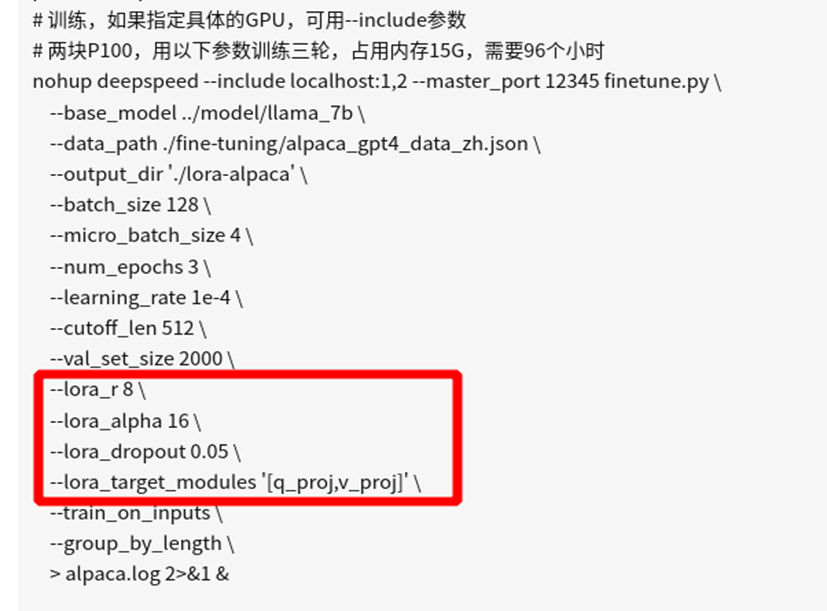 # 训练，如果指定具体的GPU，可用--include参数
# 两块P100，用以下参数训练三轮，占用内存15G，需要96个小时
nohup deepspeed --include localhost:1,2 --master_port 12345 finetune.py \
--base_model ../model/llama_7b \
--data_path ./fine-tuning/alpaca_gpt4_data_zh.json \
--output_dir './lora-alpaca' \
--batch_size 128 \
--micro_batch_size 4 \
--num_epochs 3 \
--learning_rate 1e-4 \
--cutoff_len 512 \
--val_set_size 2000 \
--lora_r 8 \
--lora_alpha 16 \
--lora_dropout 0.05 \
--lora_target_modules '[q_proj,v_proj]' \
--train_on_inputs \
--group_by_length \
> alpaca.log 2>&1 &